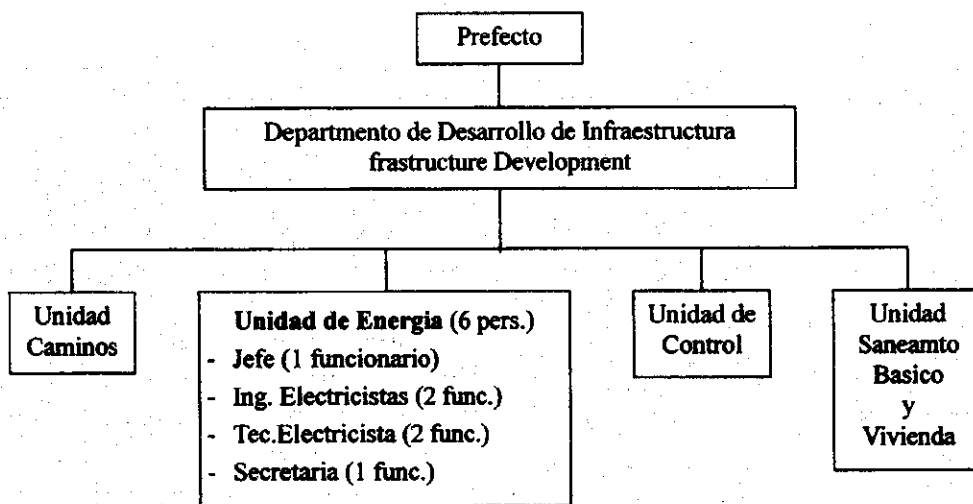 Prefecto
Departmento de Desarrollo de Infraestructura
frastructure Development
Unidad
Caminos
Unidad de Energia (6 pers.)
- Jefe (1 funcionario)
- Ing. Electricistas (2 func.)
- Tec.Electricista (2 func.)
- Secretaria (1 func.)
Unidad de
Control
Unidad
Saneamto
Basico
y
Vivienda